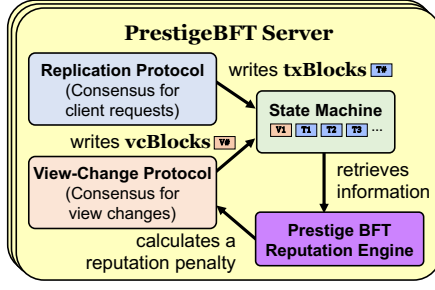 PrestigeBFT Server
Replication Protocol
(Consensus for
client requests)
writes txBlocks T#
State Machine
V1 T1 T2 T3 ...
writes vcBlocks V#
View-Change Protocol
(Consensus for
view changes)
retrieves
information
calculates a
reputation penalty
Prestige BFT
Reputation Engine